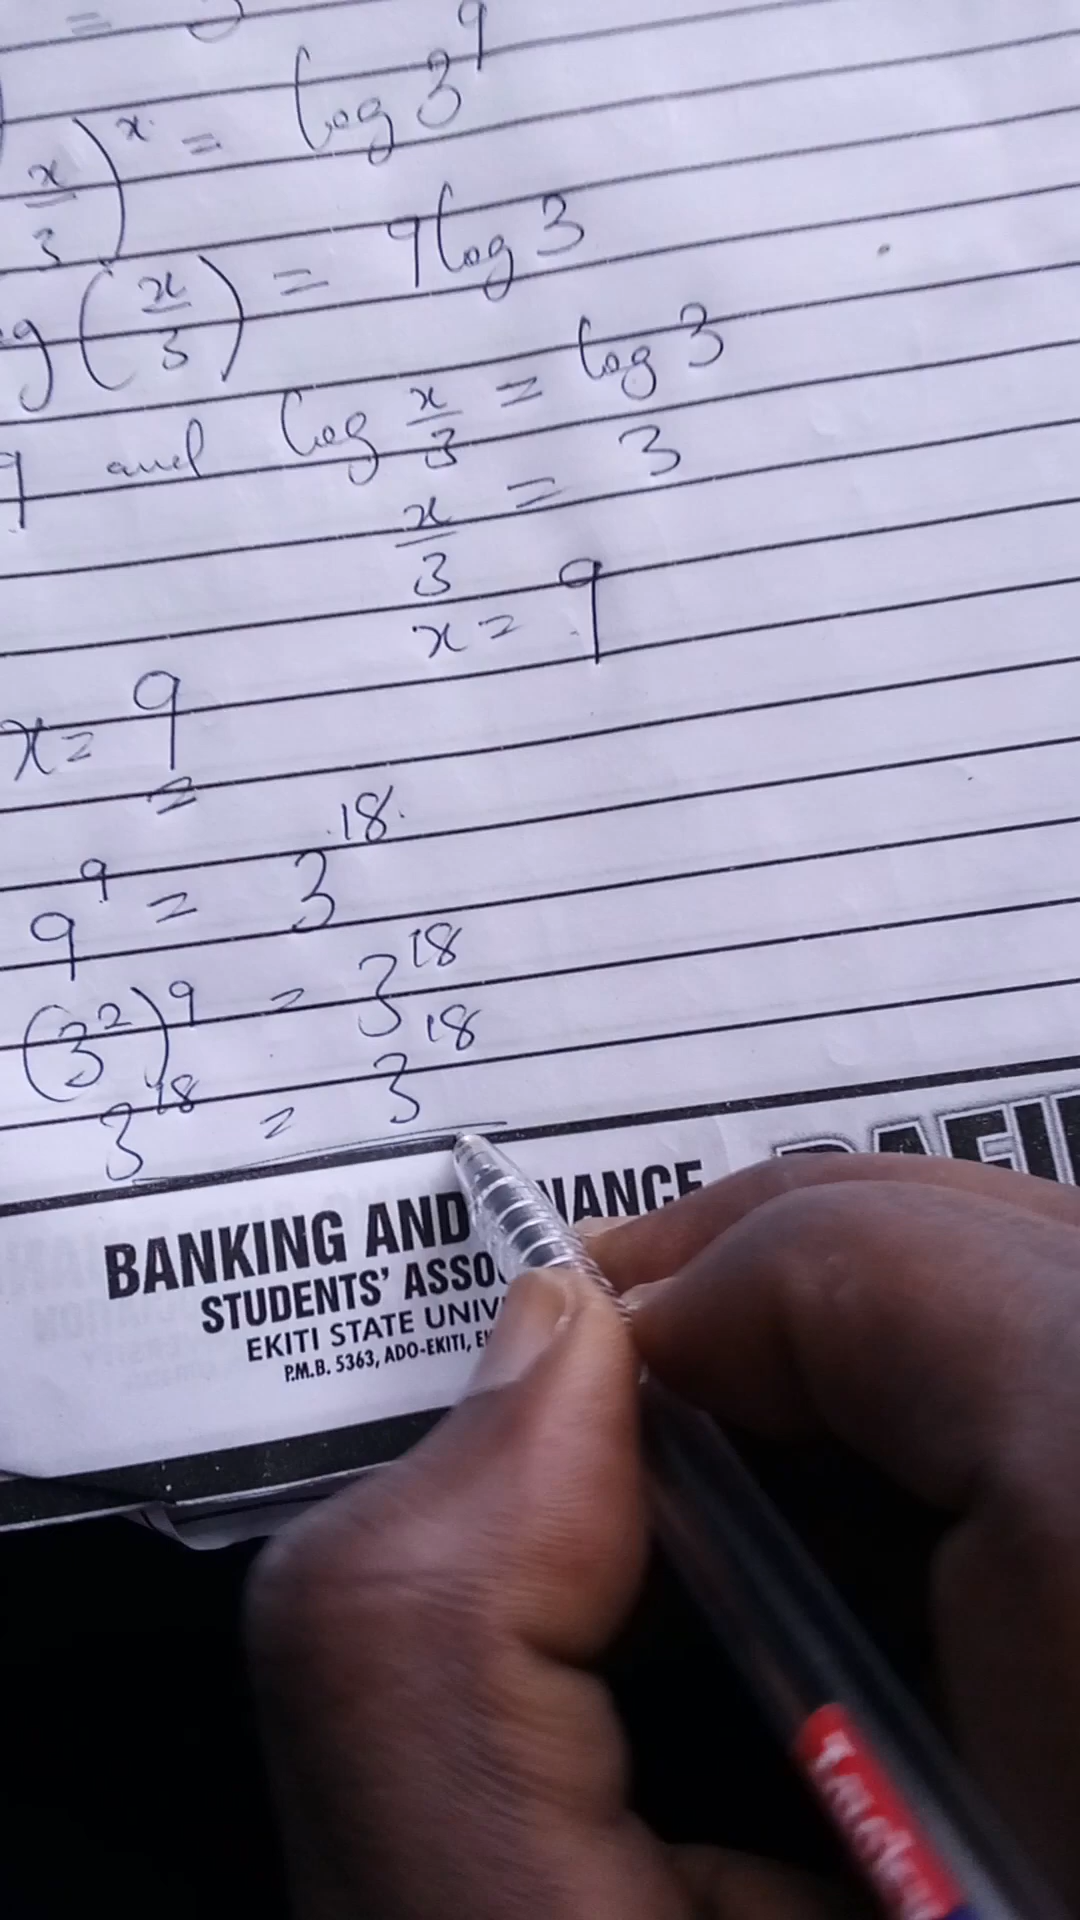 =
x/3)^x = log 3^9
g(x/3) = 9log 3
9 and log x/3 = log 3
x/3 = 3
x = 9
x = 9
=
9^9 = 3^18
(3^2)^9 = 3^18
3^18 = 3^18
BANKING AND NANCE
STUDENTS' ASSO
EKITI STATE UNIV
P.M.B. 5363, ADO-EKITI, E